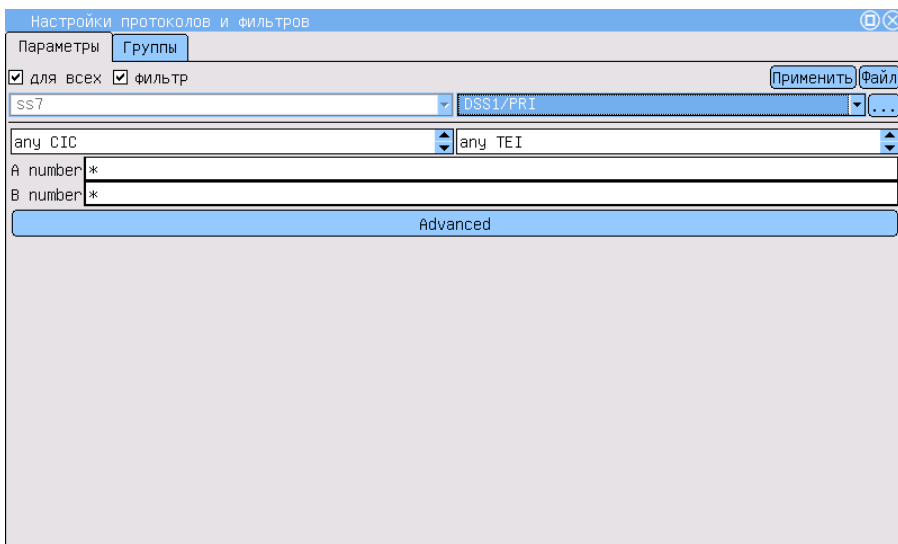 Настройки протоколов и фильтров
Параметры Группы
для всех фильтр Применить Файл
ss7 DSS1/PRI ...
any CIC any TEI
A number *
B number *
Advanced